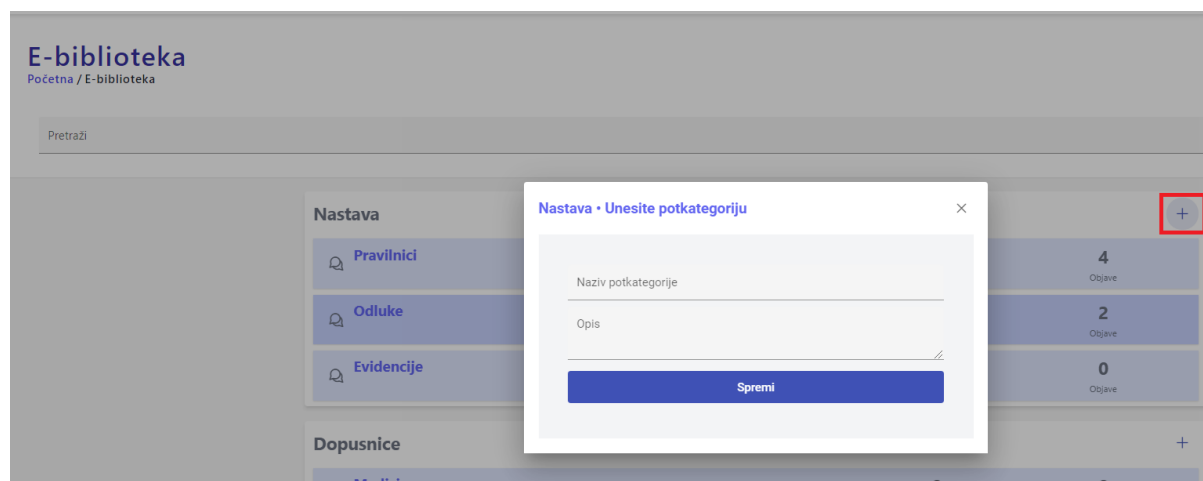 E-biblioteka
Početna / E-biblioteka
Pretraži
Nastava
Nastava • Unesite potkategoriju
Pravilnici
4
Objave
Naziv potkategorije
Odluke
2
Objave
Opis
Evidencije
0
Objave
Spremi
Dopusnice